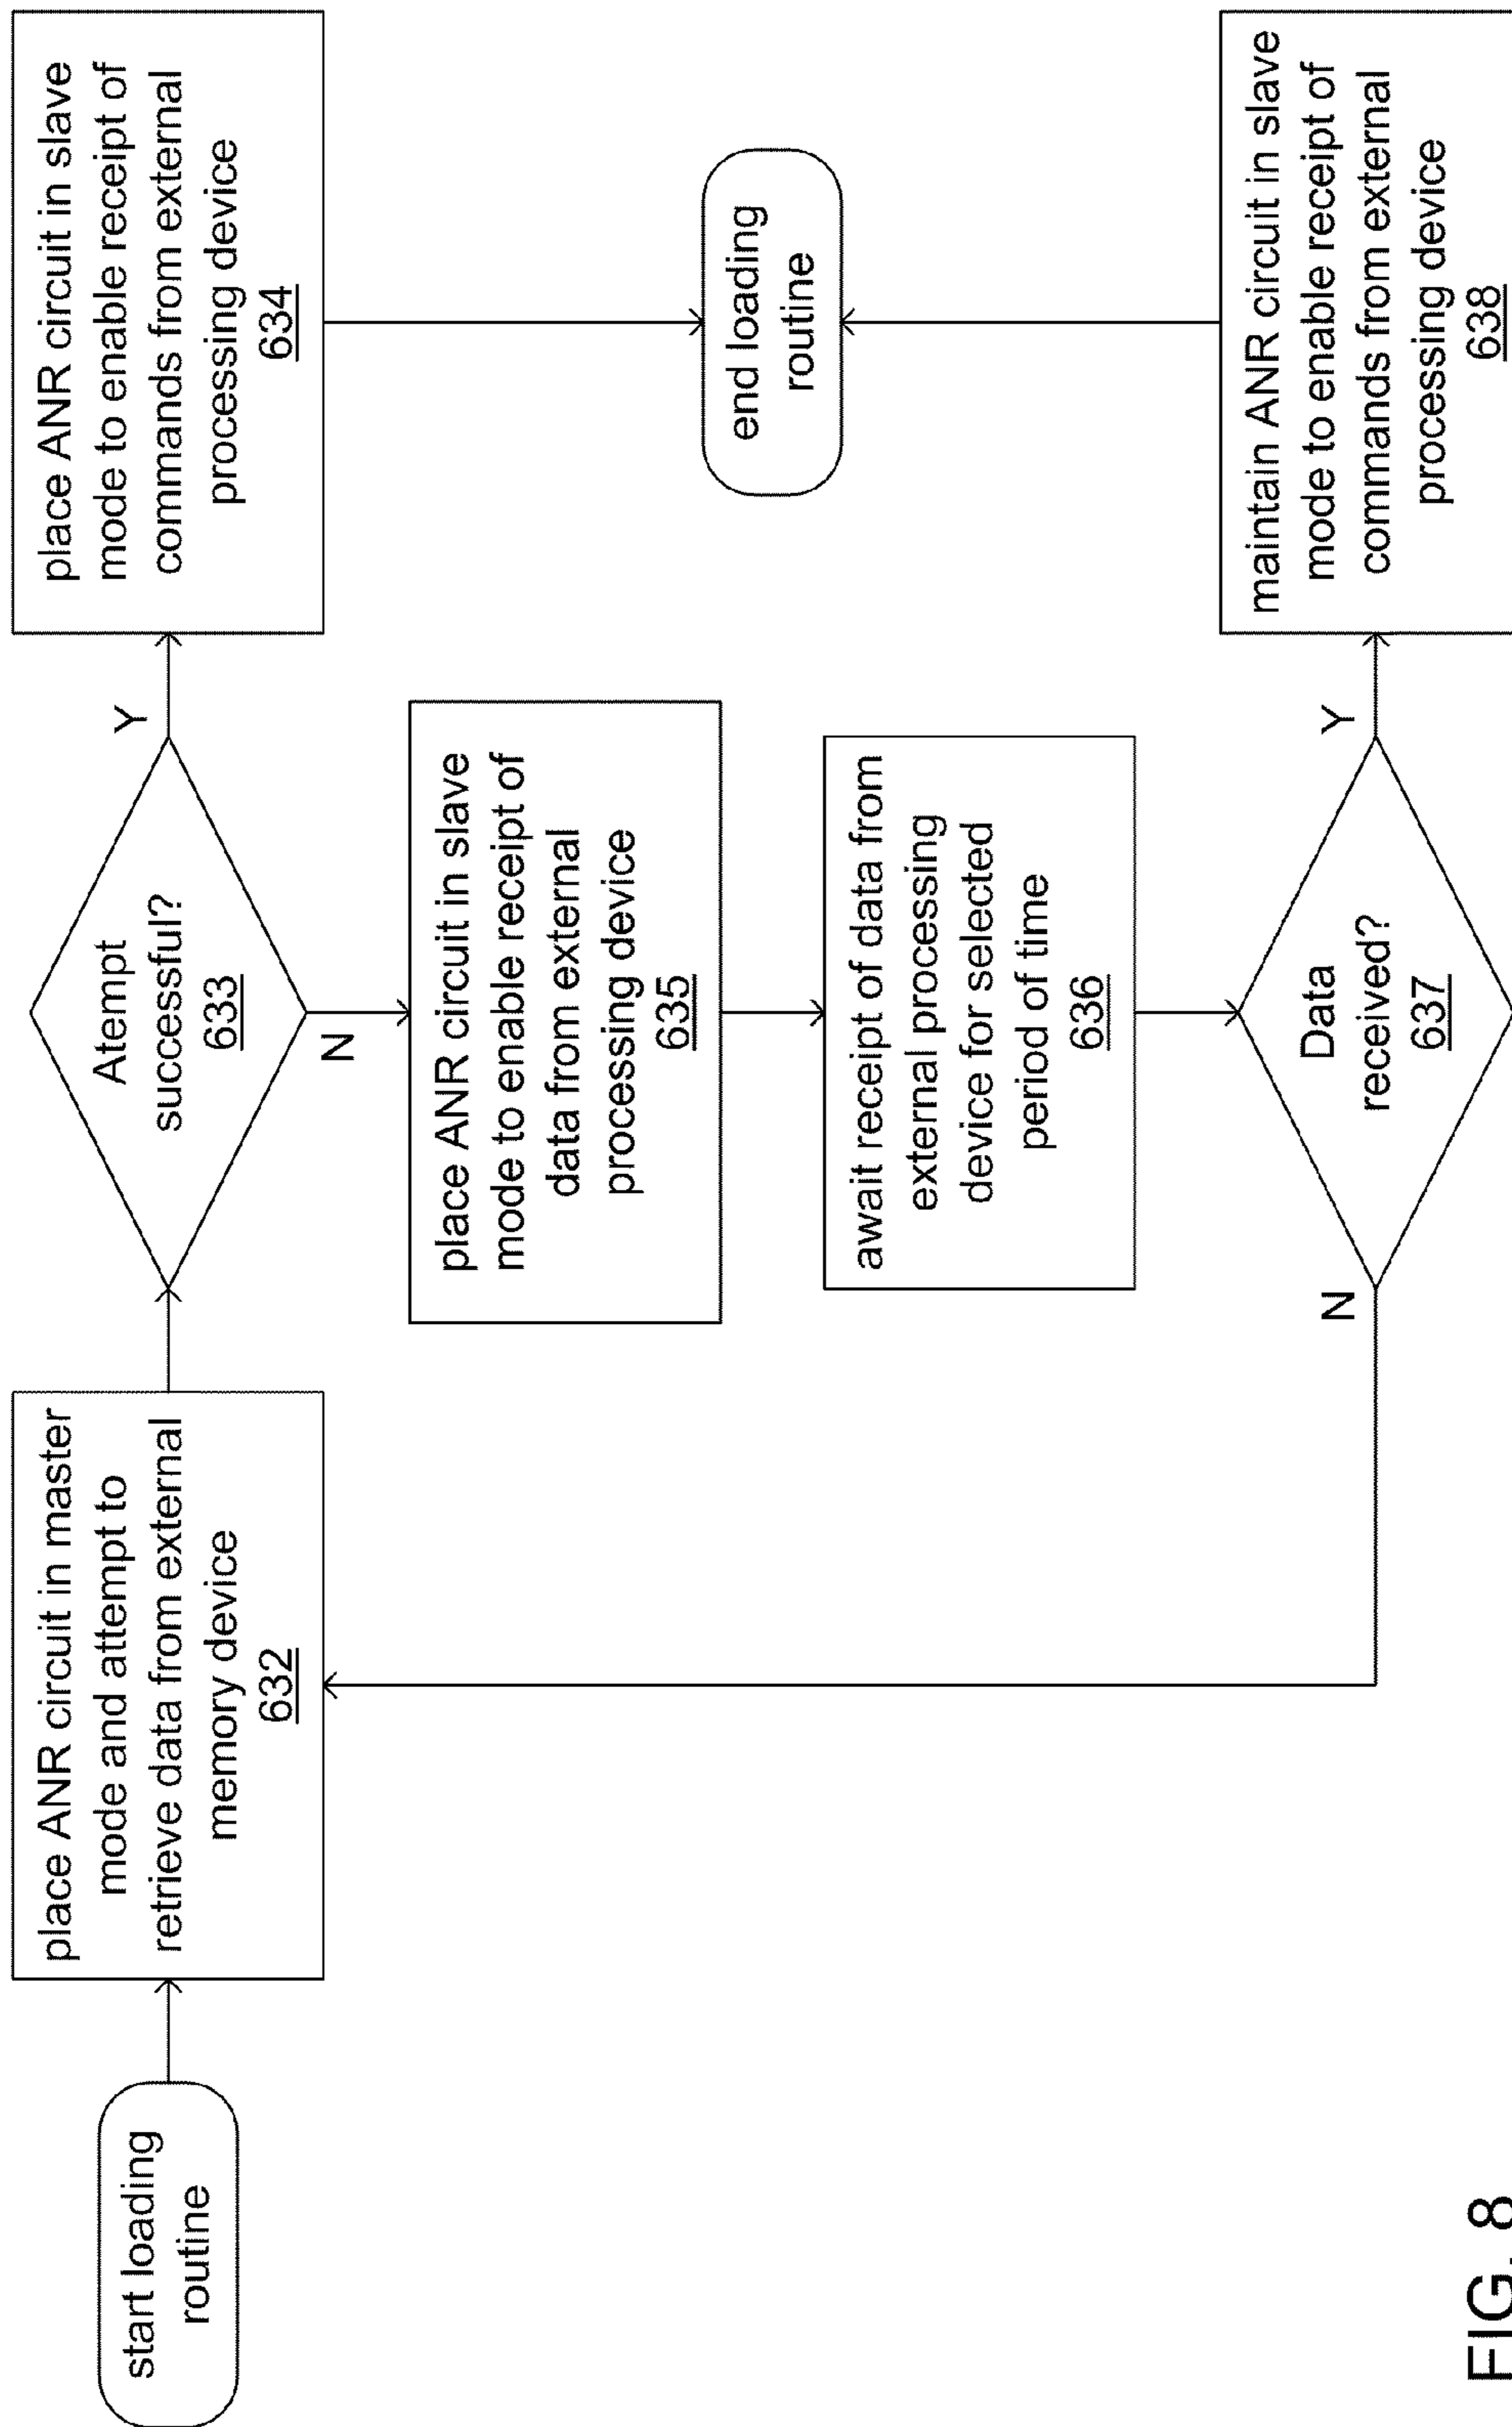 start loading
routine
place ANR circuit in master
mode and attempt to
retrieve data from external
memory device
632
Atempt
successful?
633
Y
N
place ANR circuit in slave
mode to enable receipt of
commands from external
processing device
634
place ANR circuit in slave
mode to enable receipt of
data from external
processing device
635
await receipt of data from
external processing
device for selected
period of time
636
Data
received?
637
N
Y
maintain ANR circuit in slave
mode to enable receipt of
commands from external
processing device
638
end loading
routine
FIG. 8